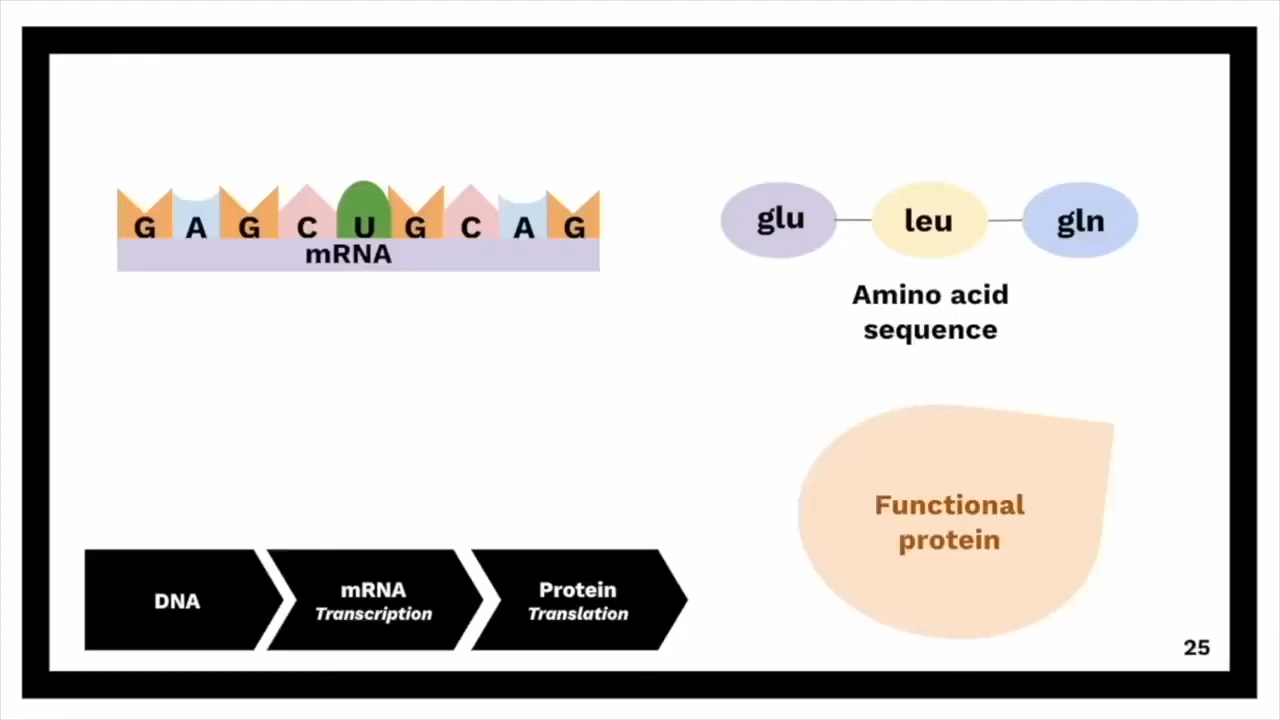 G A G C U G C A G
mRNA
glu leu gln
Amino acid
sequence
Functional
protein
DNA
mRNA
Transcription
Protein
Translation
25